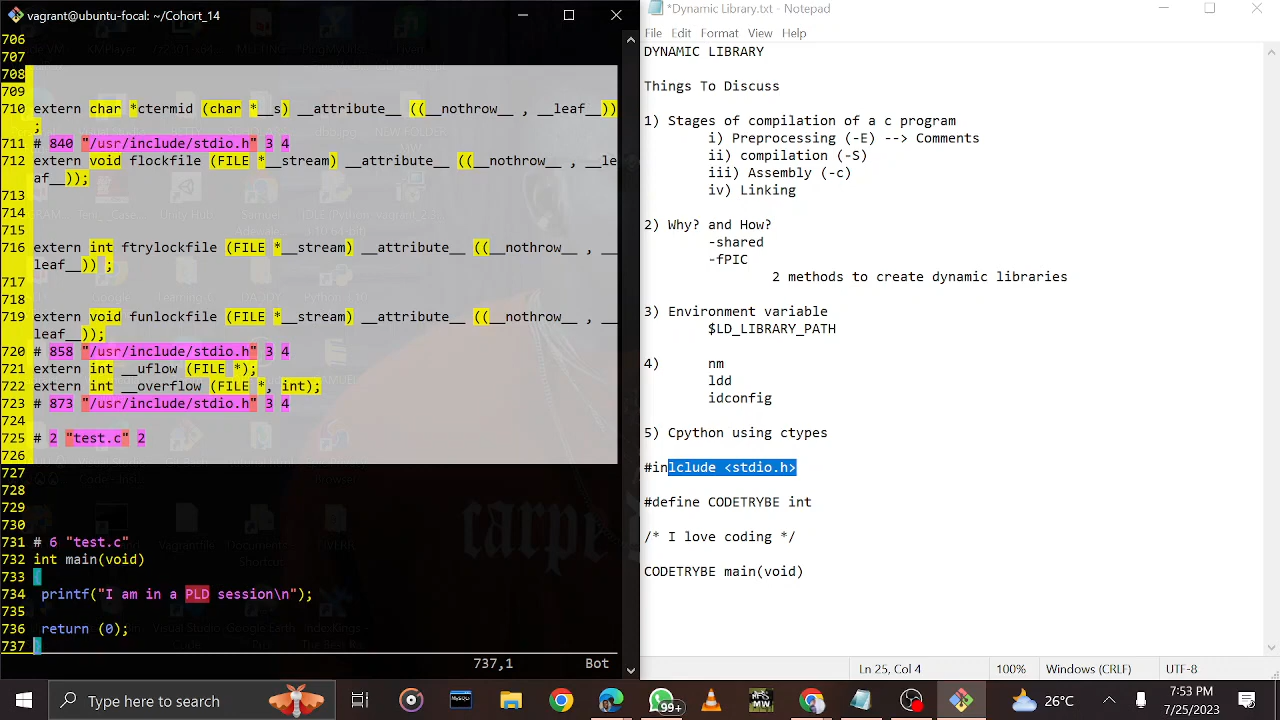 vagrant@ubuntu-focal: ~/Cohort_14
706
707
708
709
710 extern char *ctermid (char *__s) __attribute__ ((__nothrow__ , __leaf__))
;
711 # 840 "/usr/include/stdio.h" 3 4
712 extern void flockfile (FILE *__stream) __attribute__ ((__nothrow__ , __le
af__));
713
714
715
716 extern int ftrylockfile (FILE *__stream) __attribute__ ((__nothrow__ , __
leaf__)) ;
717
718
719 extern void funlockfile (FILE *__stream) __attribute__ ((__nothrow__ , __
leaf__));
720 # 858 "/usr/include/stdio.h" 3 4
721 extern int __uflow (FILE *);
722 extern int __overflow (FILE *, int);
723 # 873 "/usr/include/stdio.h" 3 4
724
725 # 2 "test.c" 2
726
727
728
729
730
731 # 6 "test.c"
732 int main(void)
733 {
734 printf("I am in a PLD session\n");
735
736 return (0);
737 }
737,1 Bot
carpe
*Dynamic Library.txt - Notepad
File Edit Format View Help
DYNAMIC LIBRARY
Things To Discuss
1) Stages of compilation of a c program
i) Preprocessing (-E) --> Comments
ii) compilation (-S)
iii) Assembly (-c)
iv) Linking
2) Why? and How?
-shared
-fPIC
2 methods to create dynamic libraries
3) Environment variable
$LD_LIBRARY_PATH
4) nm
ldd
idconfig
5) Cpython using ctypes
#inlclude <stdio.h>
#define CODETRYBE int
/* I love coding */
CODETRYBE main(void)
Ln 25, Col 4 100% Windows (CRLF) UTF-8
Type here to search
99+
26°C
7:53 PM
7/25/2023